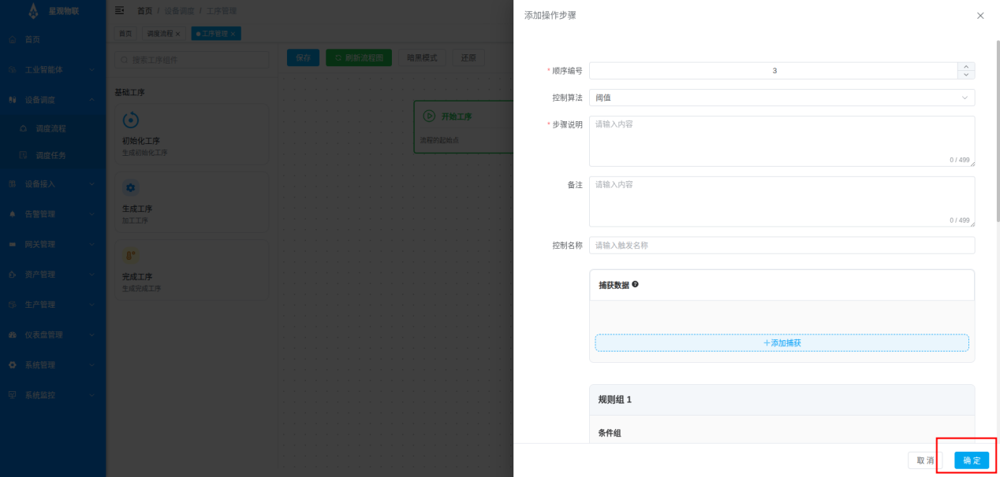 星观物联
首页
工业智能体
设备调度
调度流程
调度任务
设备接入
告警管理
网关管理
资产管理
生产管理
仪表盘管理
系统管理
系统监控
首页 / 设备调度 / 工序管理
首页
调度流程 ×
工序管理 ×
搜索工序组件
基础工序
初始化工序
生成初始化工序
生成工序
加工工序
完成工序
生成完成工序
保存
刷新流程图
暗黑模式
还原
开始工序
流程的起始点
添加操作步骤
* 顺序编号
3
控制算法
阈值
* 步骤说明
请输入内容
0 / 499
备注
请输入内容
0 / 499
控制名称
请输入触发名称
捕获数据
+添加捕获
规则组 1
条件组
取 消
确 定